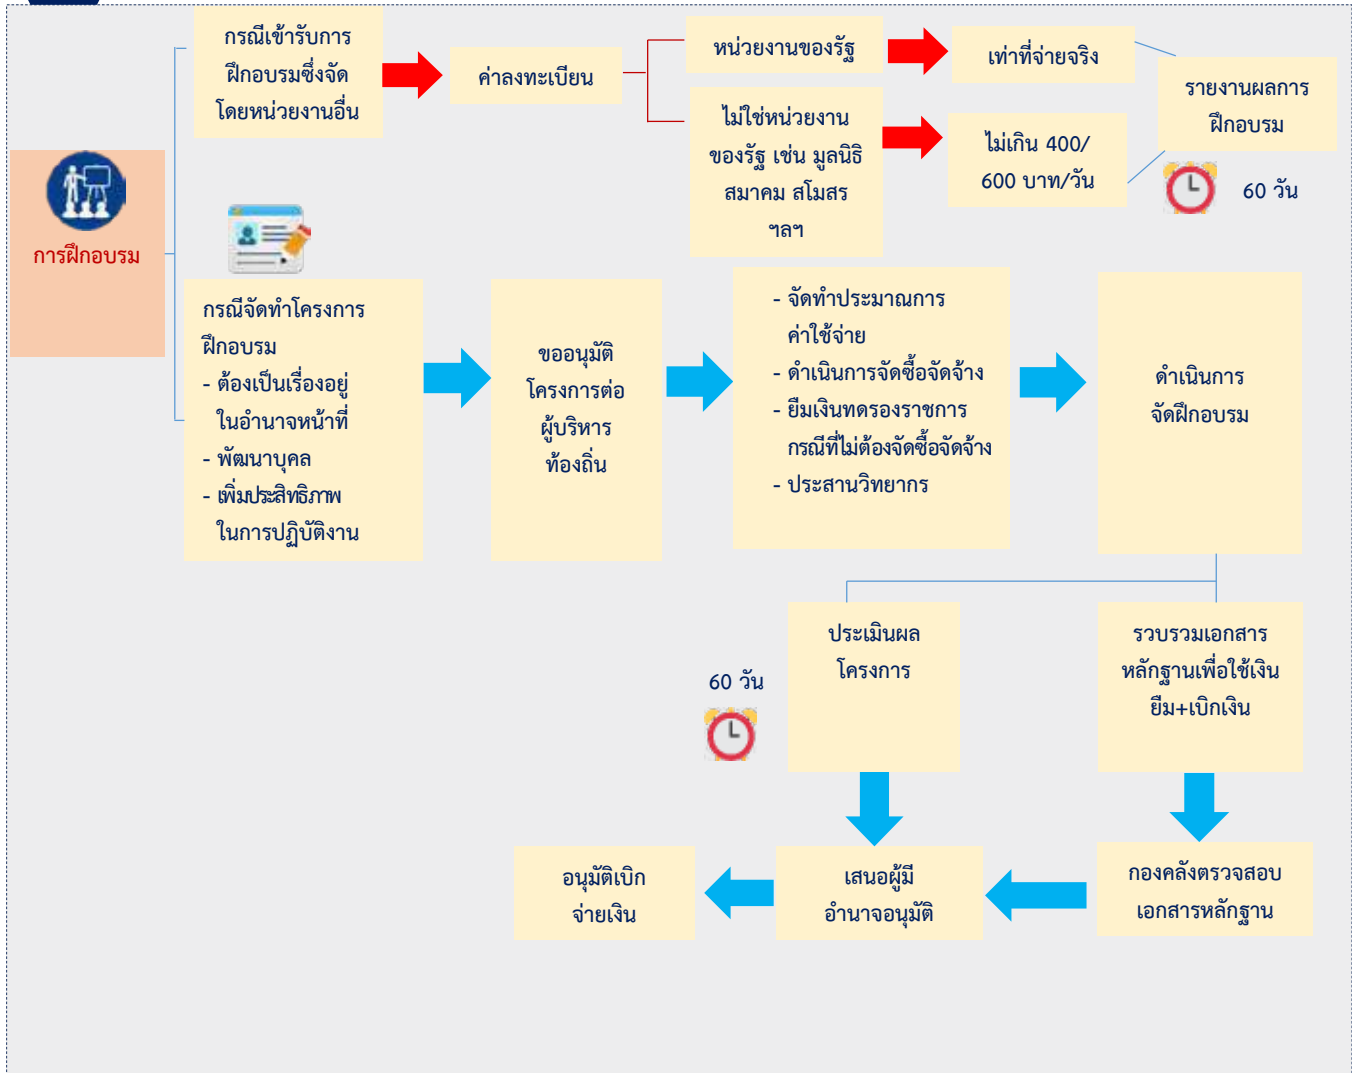 กรณีเข้ารับการ
ฝึกอบรมซึ่งจัด
โดยหน่วยงานอื่น
ค่าลงทะเบียน
หน่วยงานของรัฐ
เท่าที่จ่ายจริง
ไม่ใช่หน่วยงาน
ของรัฐ เช่น มูลนิธิ
สมาคม สโมสร
ฯลฯ
ไม่เกิน 400/
600 บาท/วัน
รายงานผลการ
ฝึกอบรม
60 วัน
การฝึกอบรม
กรณีจัดทำโครงการ
ฝึกอบรม
- ต้องเป็นเรื่องอยู่
ในอำนาจหน้าที่
- พัฒนาบุคล
- เพิ่มประสิทธิภาพ
ในการปฏิบัติงาน
ขออนุมัติ
โครงการต่อ
ผู้บริหาร
ท้องถิ่น
- จัดทำประมาณการ
ค่าใช้จ่าย
- ดำเนินการจัดซื้อจัดจ้าง
- ยืมเงินทดรองราชการ
กรณีที่ไม่ต้องจัดซื้อจัดจ้าง
- ประสานวิทยากร
ดำเนินการ
จัดฝึกอบรม
ประเมินผล
โครงการ
60 วัน
รวบรวมเอกสาร
หลักฐานเพื่อใช้เงิน
ยืม+เบิกเงิน
กองคลังตรวจสอบ
เอกสารหลักฐาน
เสนอผู้มี
อำนาจอนุมัติ
อนุมัติเบิก
จ่ายเงิน